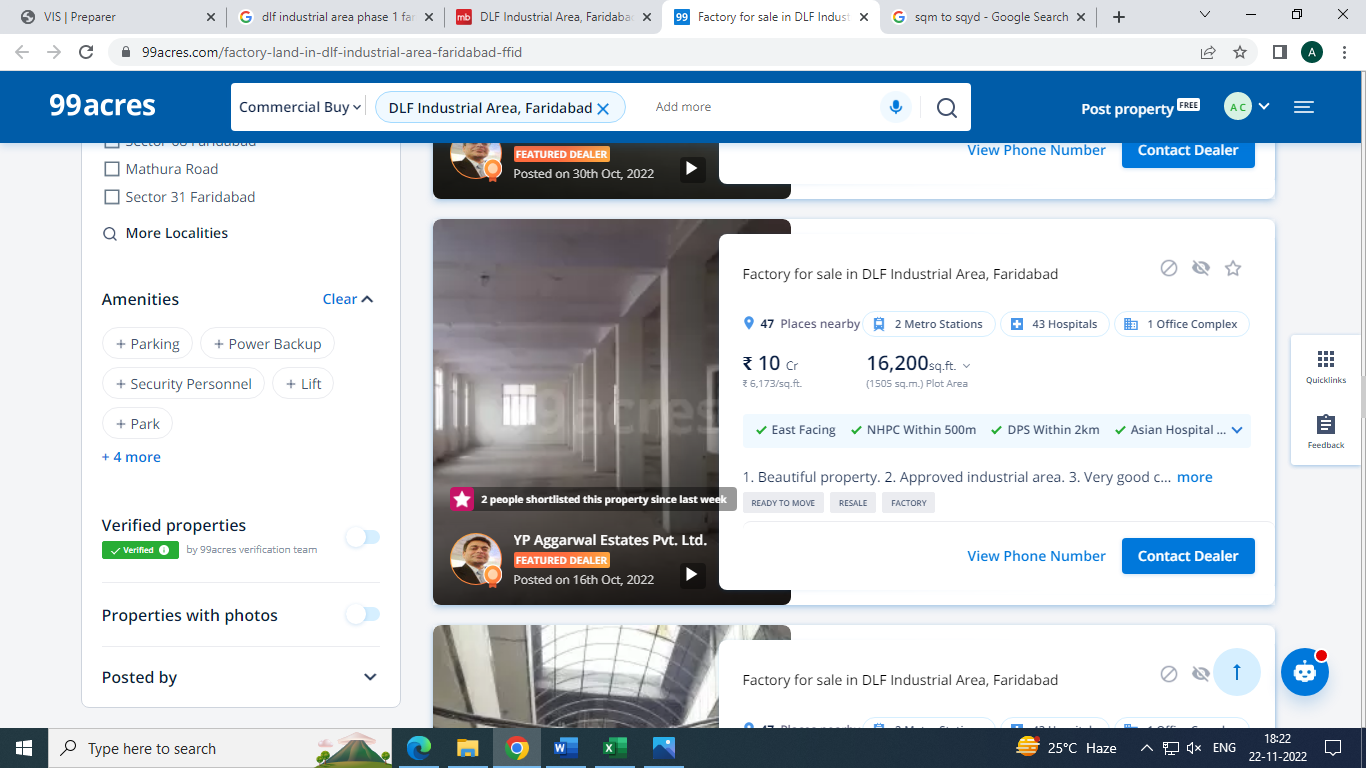 VIS | Preparer
dlf industrial area phase 1 far
DLF Industrial Area, Faridabad
Factory for sale in DLF Indust
sqm to sqyd - Google Search
99acres.com/factory-land-in-dlf-industrial-area-faridabad-ffid
A
99acres
Commercial Buy
DLF Industrial Area, Faridabad
Add more
Post property FREE
A C
Mathura Road
Sector 31 Faridabad
More Localities
Amenities
Clear
+ Parking
+ Power Backup
+ Security Personnel
+ Lift
+ Park
+ 4 more
Verified properties
Verified
by 99acres verification team
Properties with photos
Posted by
FEATURED DEALER
Posted on 30th Oct, 2022
View Phone Number
Contact Dealer
99acres
2 people shortlisted this property since last week
YP Aggarwal Estates Pvt. Ltd.
FEATURED DEALER
Posted on 16th Oct, 2022
Factory for sale in DLF Industrial Area, Faridabad
47 Places nearby
2 Metro Stations
43 Hospitals
1 Office Complex
₹ 10 Cr
₹ 6,173/sq.ft.
16,200sq.ft.
(1505 sq.m.) Plot Area
East Facing
NHPC Within 500m
DPS Within 2km
Asian Hospital ...
1. Beautiful property. 2. Approved industrial area. 3. Very good c... more
READY TO MOVE
RESALE
FACTORY
View Phone Number
Contact Dealer
Factory for sale in DLF Industrial Area, Faridabad
Quicklinks
Feedback
Type here to search
25°C Haze
ENG
18:22
22-11-2022